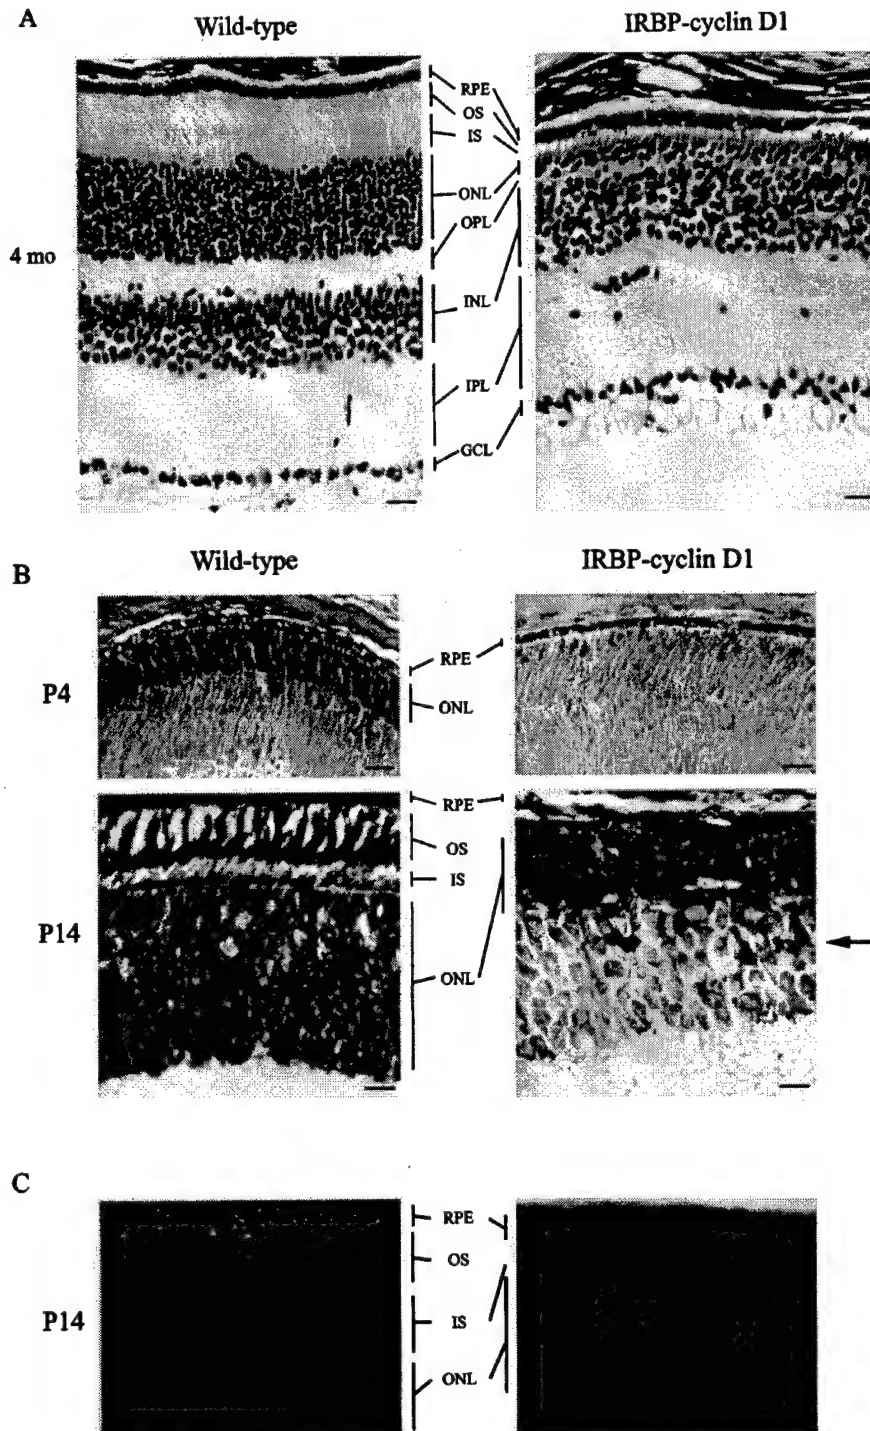 A
Wild-type
IRBP-cyclin D1
RPE
OS
IS
ONL
OPL
4 mo
INL
IPL
GCL
B
Wild-type
IRBP-cyclin D1
P4
RPE
ONL
RPE
OS
IS
P14
ONL
C
RPE
OS
P14
IS
ONL